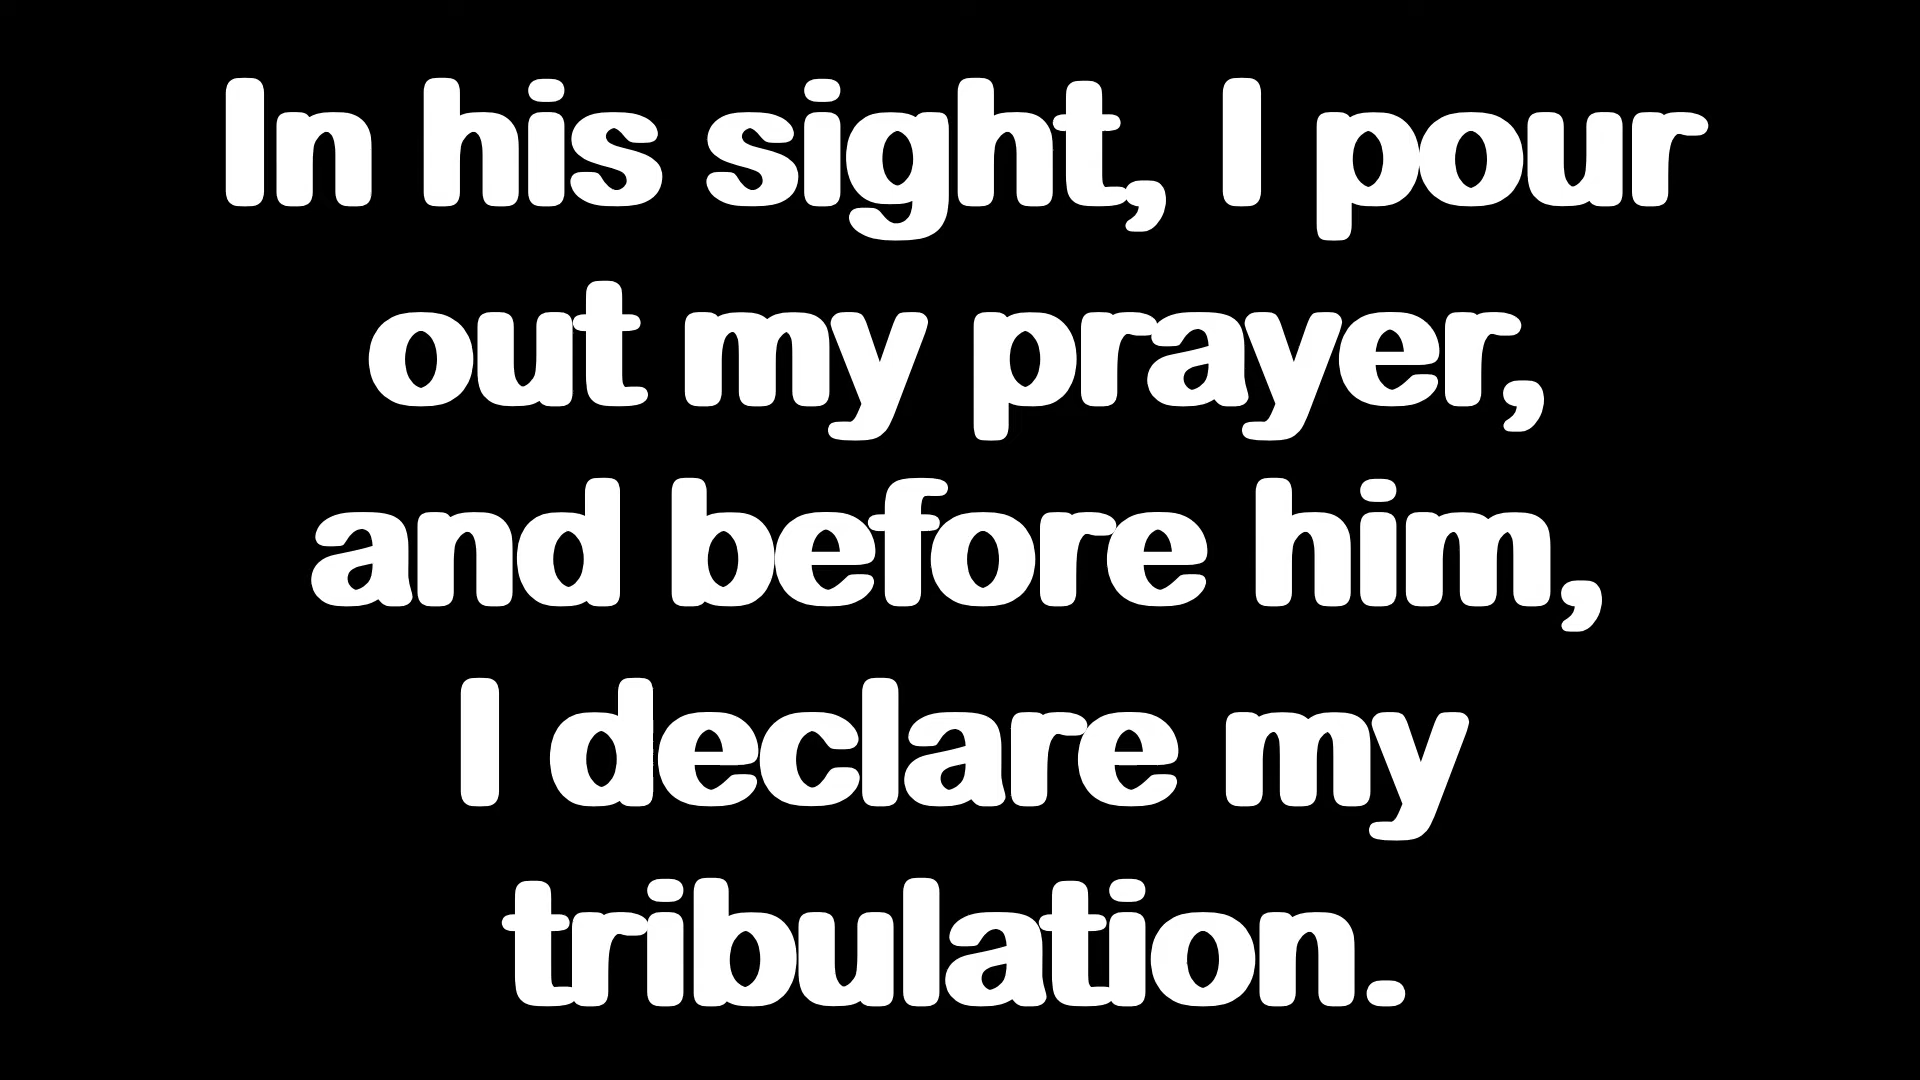 In his sight, I pour
out my prayer,
and before him,
I declare my
tribulation.